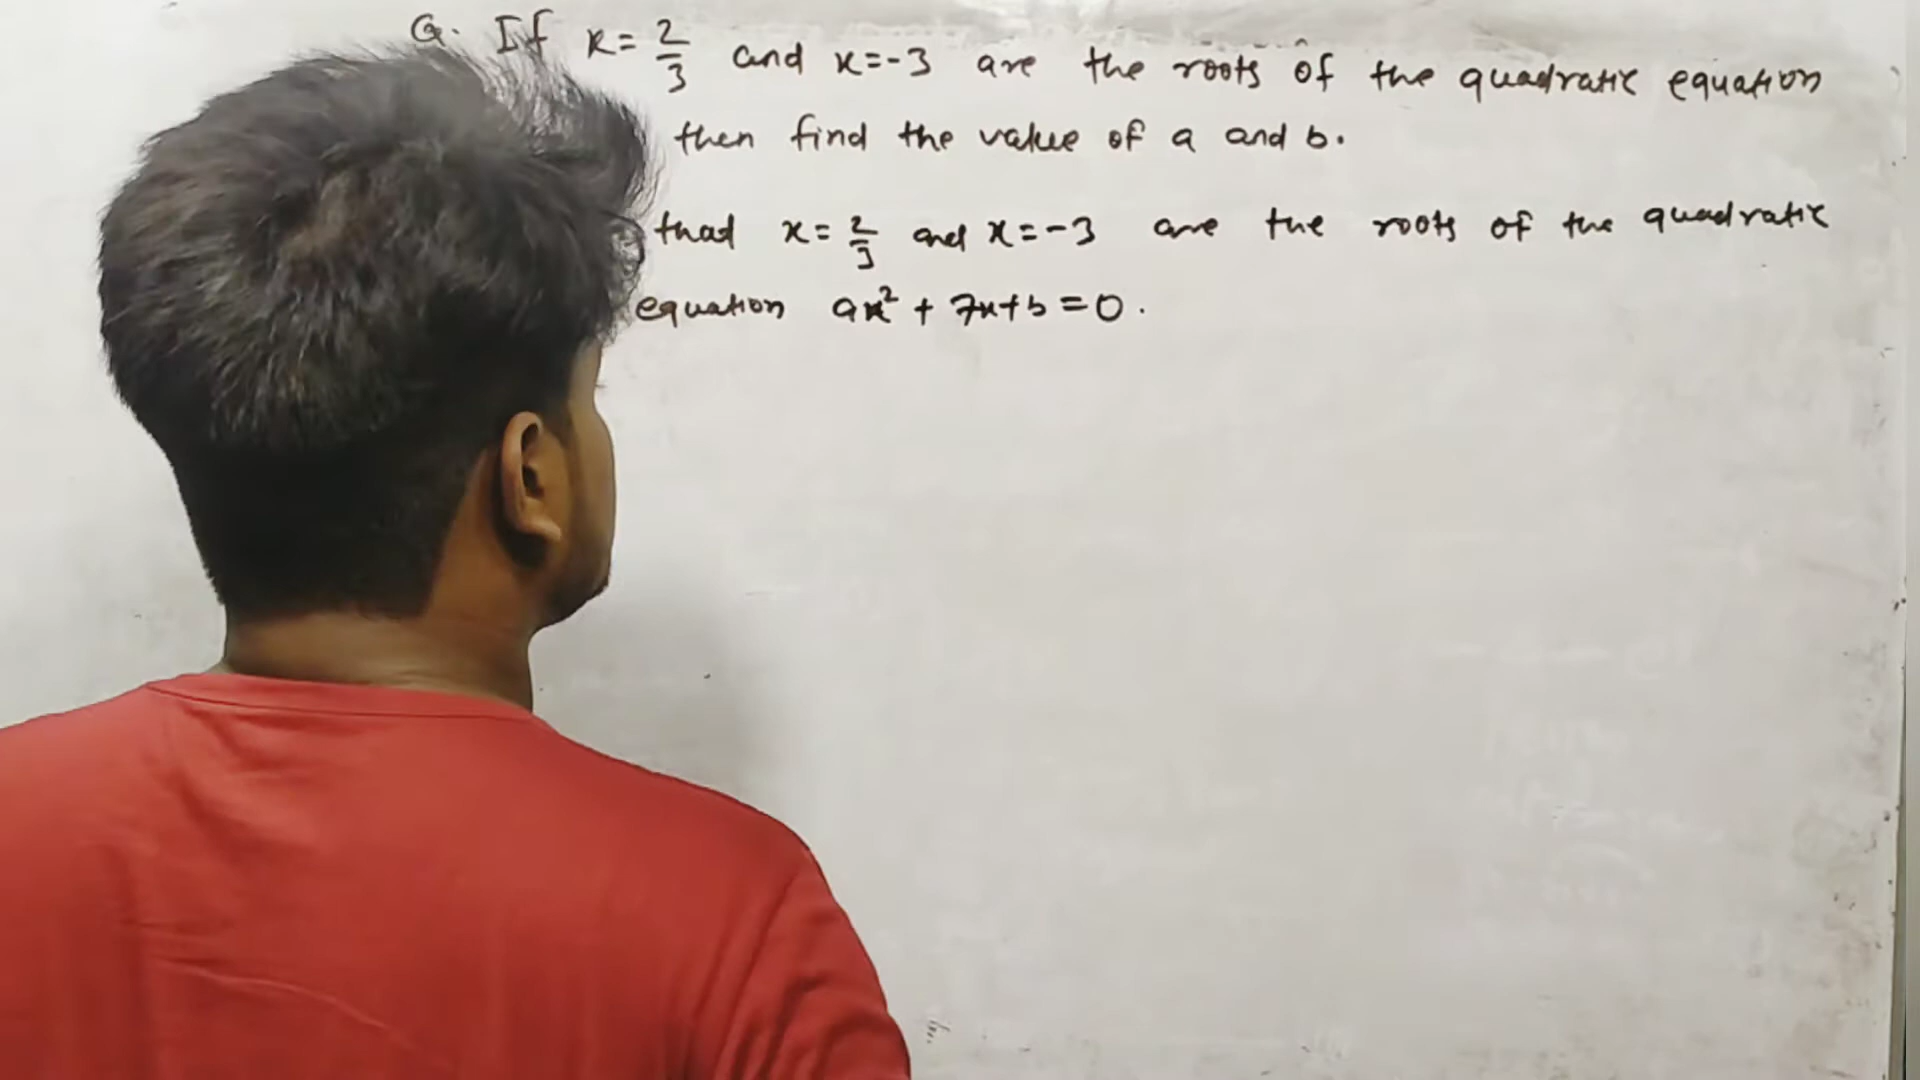 Q. If x = 2/3 and x = -3 are the roots of the quadratic equation
then find the value of a and b.
that x = 2/3 and x = -3 are the roots of the quadratic
equation ax² + 7x + b = 0.